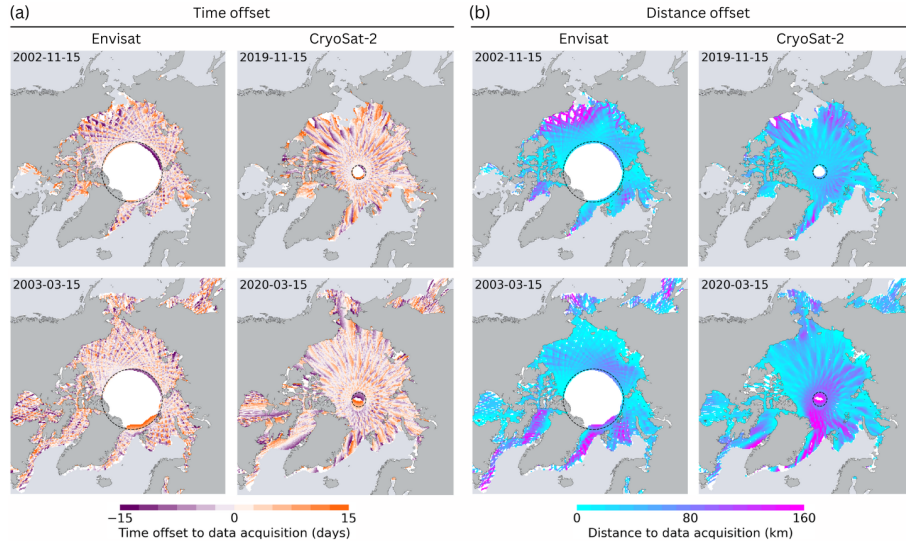 (a) Time offset
(b) Distance offset
Envisat
CryoSat-2
Envisat
CryoSat-2
2002-11-15
2019-11-15
2002-11-15
2019-11-15
2003-03-15
2020-03-15
2003-03-15
2020-03-15
−15 0 15
Time offset to data acquisition (days)
0 80 160
Distance to data acquisition (km)